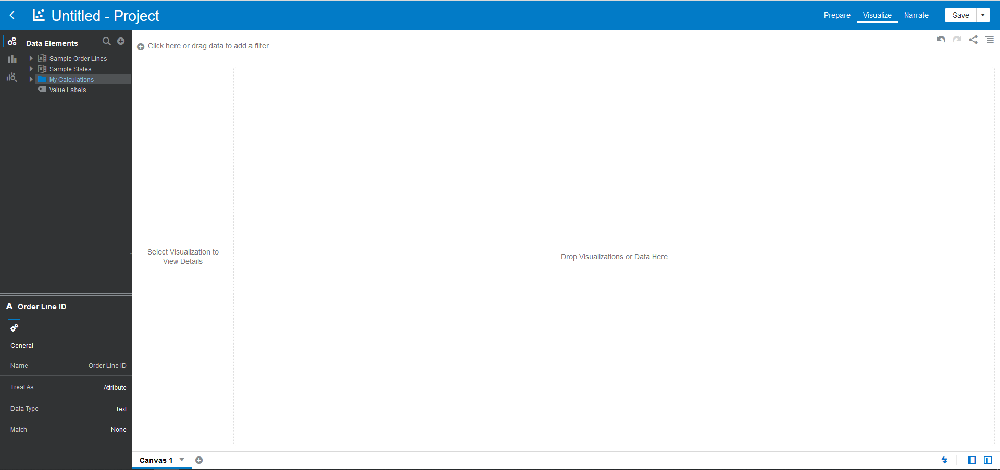 Untitled - Project
Prepare
Visualize
Narrate
Save
Data Elements
Sample Order Lines
Sample States
My Calculations
Value Labels
Click here or drag data to add a filter
Select Visualization to
View Details
Drop Visualizations or Data Here
A Order Line ID
General
Name Order Line ID
Treat As Attribute
Data Type Text
Match None
Canvas 1